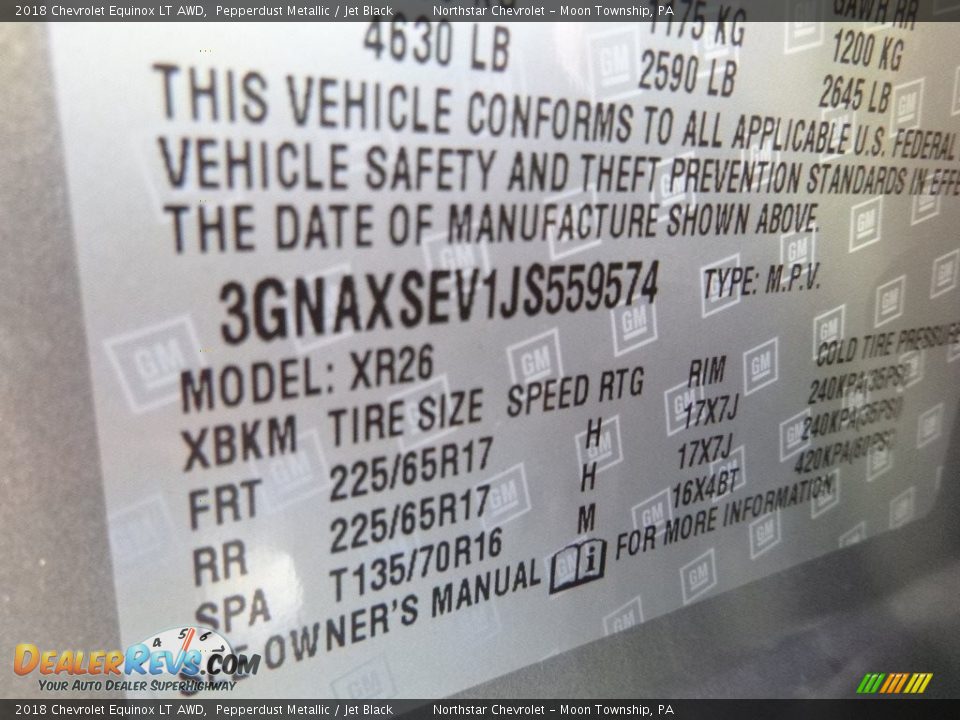 2018 Chevrolet Equinox LT AWD, Pepperdust Metallic / Jet Black Northstar Chevrolet - Moon Township, PA
1175 KG GAWR RR
4630 LB 2590 LB 1200 KG
2645 LB
THIS VEHICLE CONFORMS TO ALL APPLICABLE U.S. FEDERAL
VEHICLE SAFETY AND THEFT PREVENTION STANDARDS IN EFFE
THE DATE OF MANUFACTURE SHOWN ABOVE.
3GNAXSEV1JS559574 TYPE: M.P.V.
MODEL: XR26
XBKM TIRE SIZE SPEED RTG RIM COLD TIRE PRESSURE
FRT 225/65R17 H 17X7J 240KPA(35PSI)
RR 225/65R17 H 17X7J 240KPA(35PSI)
SPA T135/70R16 M 16X4BT 420KPA(60PSI)
OWNER'S MANUAL FOR MORE INFORMATION
DealerRevs.com
Your Auto Dealer SuperHighway
2018 Chevrolet Equinox LT AWD, Pepperdust Metallic / Jet Black Northstar Chevrolet - Moon Township, PA